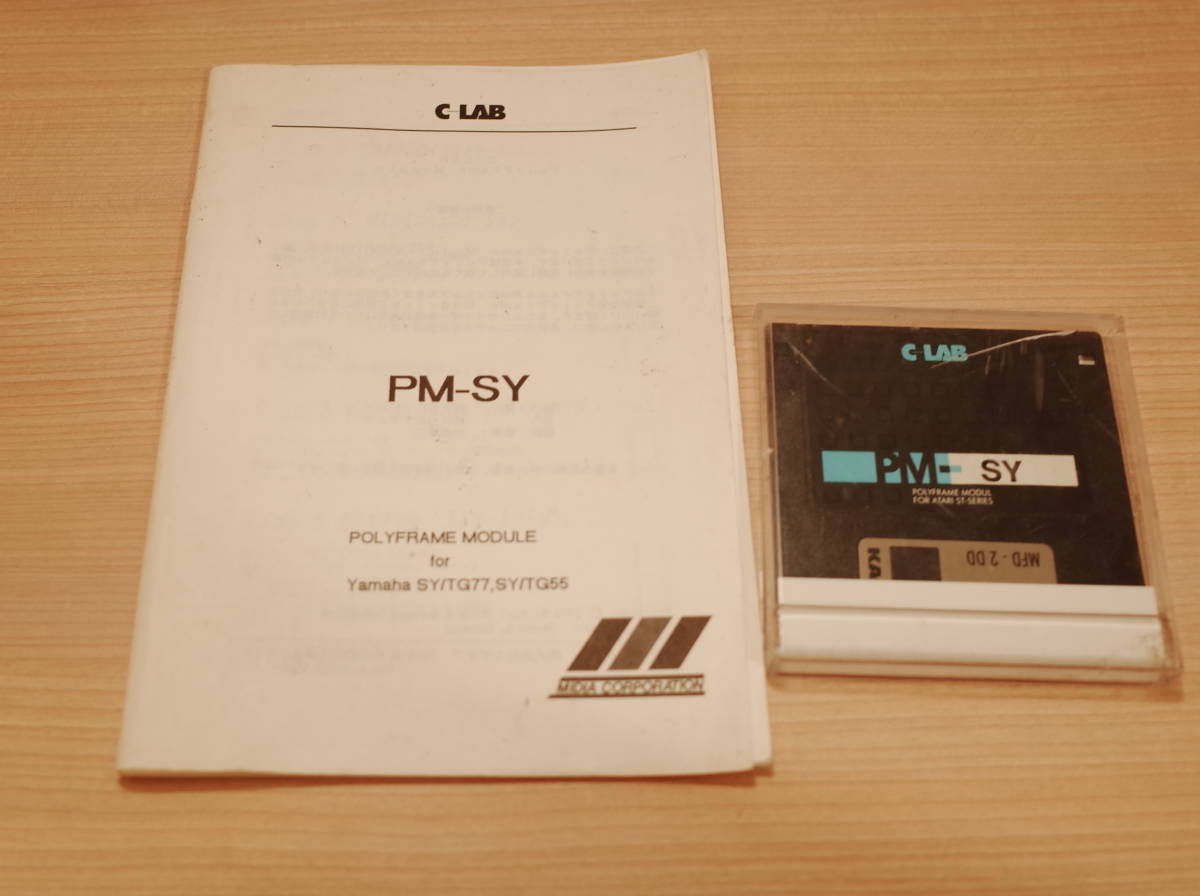 C-LAB
PM-SY
POLYFRAME MODULE
for
Yamaha SY/TG77,SY/TG55
MIDIA CORPORATION
C-LAB
PM- SY
POLYFRAME MODUL
FOR ATARI ST-SERIES
MFD-2DD
KA